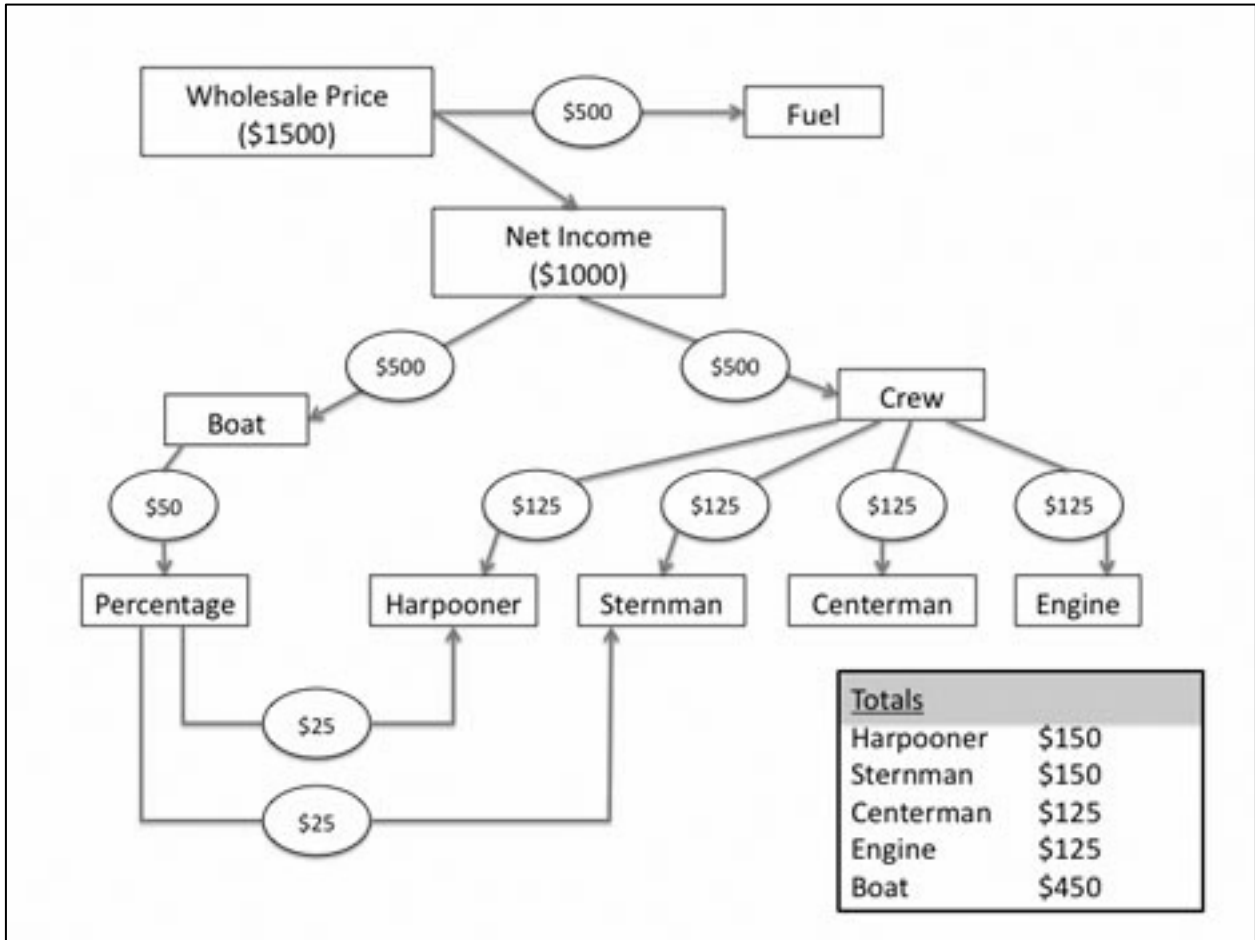 Wholesale Price
($1500)
$500
Fuel
Net Income
($1000)
$500
$500
Boat
Crew
$50
$125
$125
$125
$125
Percentage
Harpooner
Sternman
Centerman
Engine
$25
$25
Totals
Harpooner $150
Sternman $150
Centerman $125
Engine $125
Boat $450